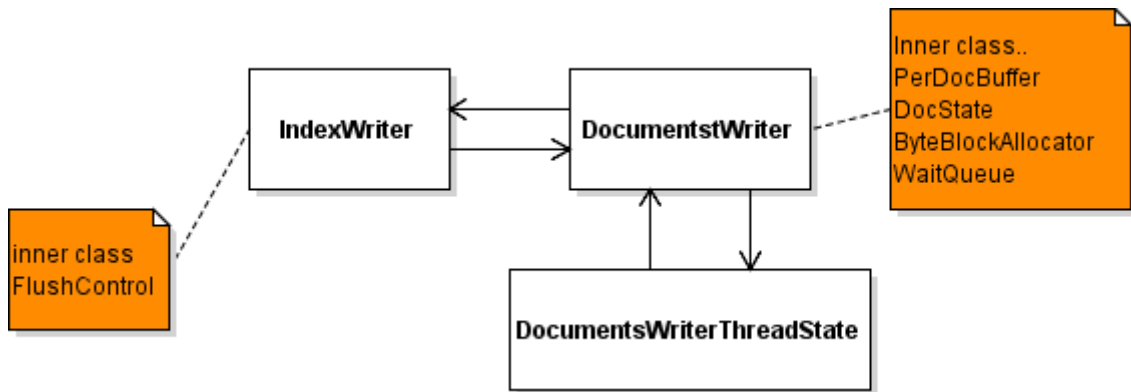 Inner class..
PerDocBuffer
DocState
ByteBlockAllocator
WaitQueue
IndexWriter
DocumentstWriter
inner class
FlushControl
DocumentsWriterThreadState